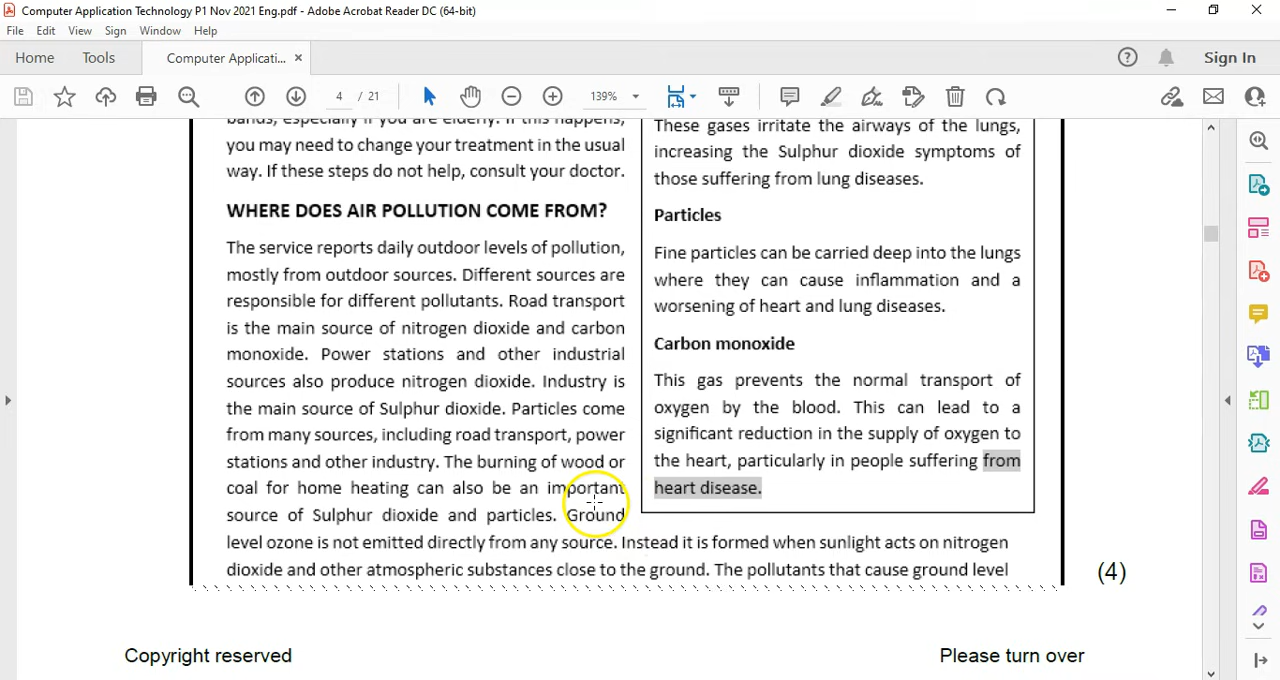 Computer Application Technology P1 Nov 2021 Eng.pdf - Adobe Acrobat Reader DC (64-bit)
File Edit View Sign Window Help
Home Tools Computer Applicati... × Sign In
4 / 21 139%
bands, especially if you are elderly. If this happens,
you may need to change your treatment in the usual
way. If these steps do not help, consult your doctor.
WHERE DOES AIR POLLUTION COME FROM?
The service reports daily outdoor levels of pollution,
mostly from outdoor sources. Different sources are
responsible for different pollutants. Road transport
is the main source of nitrogen dioxide and carbon
monoxide. Power stations and other industrial
sources also produce nitrogen dioxide. Industry is
the main source of Sulphur dioxide. Particles come
from many sources, including road transport, power
stations and other industry. The burning of wood or
coal for home heating can also be an important
source of Sulphur dioxide and particles. Ground
level ozone is not emitted directly from any source. Instead it is formed when sunlight acts on nitrogen
dioxide and other atmospheric substances close to the ground. The pollutants that cause ground level
These gases irritate the airways of the lungs,
increasing the Sulphur dioxide symptoms of
those suffering from lung diseases.
Particles
Fine particles can be carried deep into the lungs
where they can cause inflammation and a
worsening of heart and lung diseases.
Carbon monoxide
This gas prevents the normal transport of
oxygen by the blood. This can lead to a
significant reduction in the supply of oxygen to
the heart, particularly in people suffering from
heart disease.
(4)
Copyright reserved
Please turn over